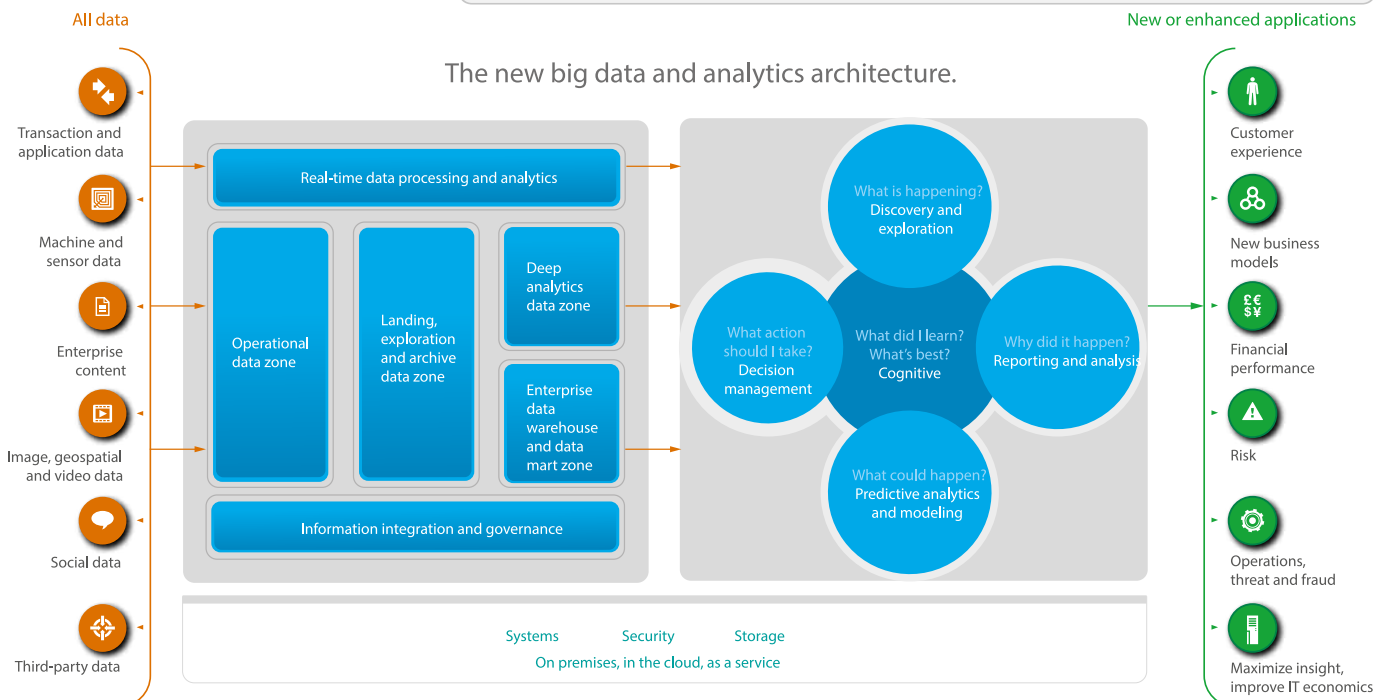 All data
New or enhanced applications
The new big data and analytics architecture.
Transaction and
application data
Machine and
sensor data
Enterprise
content
Image, geospatial
and video data
Social data
Third-party data
Real-time data processing and analytics
Operational
data zone
Landing,
exploration
and archive
data zone
Deep
analytics
data zone
Enterprise
data
warehouse
and data
mart zone
Information integration and governance
What is happening?
Discovery and
exploration
What action
should I take?
Decision
management
What did I learn?
What's best?
Cognitive
Why did it happen?
Reporting and analysis
What could happen?
Predictive analytics
and modeling
Systems Security Storage
On premises, in the cloud, as a service
Customer
experience
New business
models
£€
$¥
Financial
performance
Risk
Operations,
threat and fraud
Maximize insight,
improve IT economics